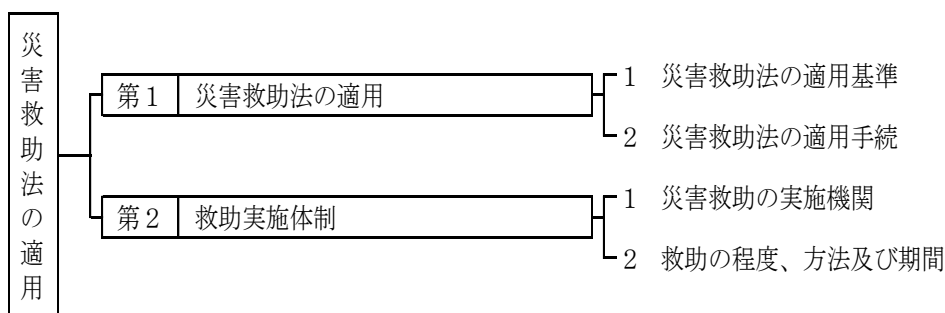 災害救助法の適用
第1 災害救助法の適用
1 災害救助法の適用基準
2 災害救助法の適用手続
第2 救助実施体制
1 災害救助の実施機関
2 救助の程度、方法及び期間